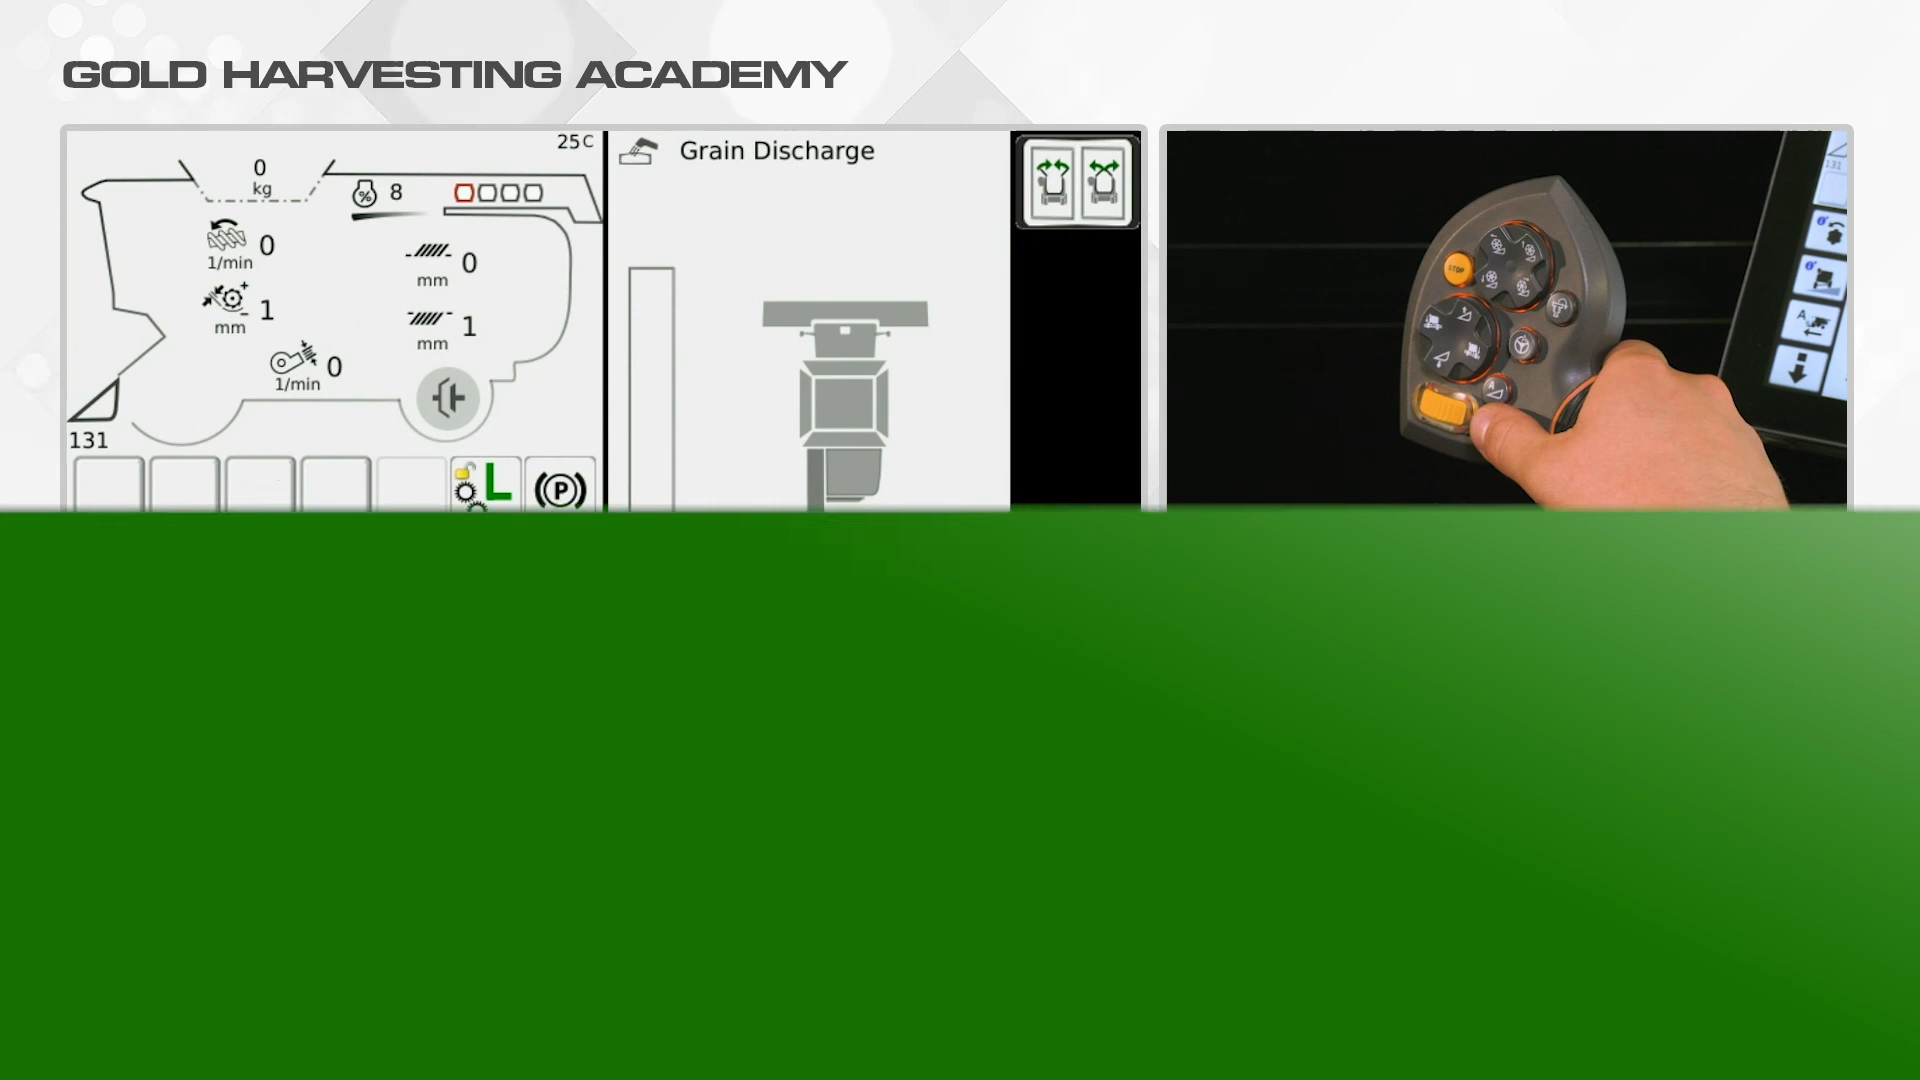 GOLD HARVESTING ACADEMY
25C
0
kg
8
0
1/min
0
mm
1
mm
1
mm
0
1/min
131
L
P
Grain Discharge
STOP
A
131
A